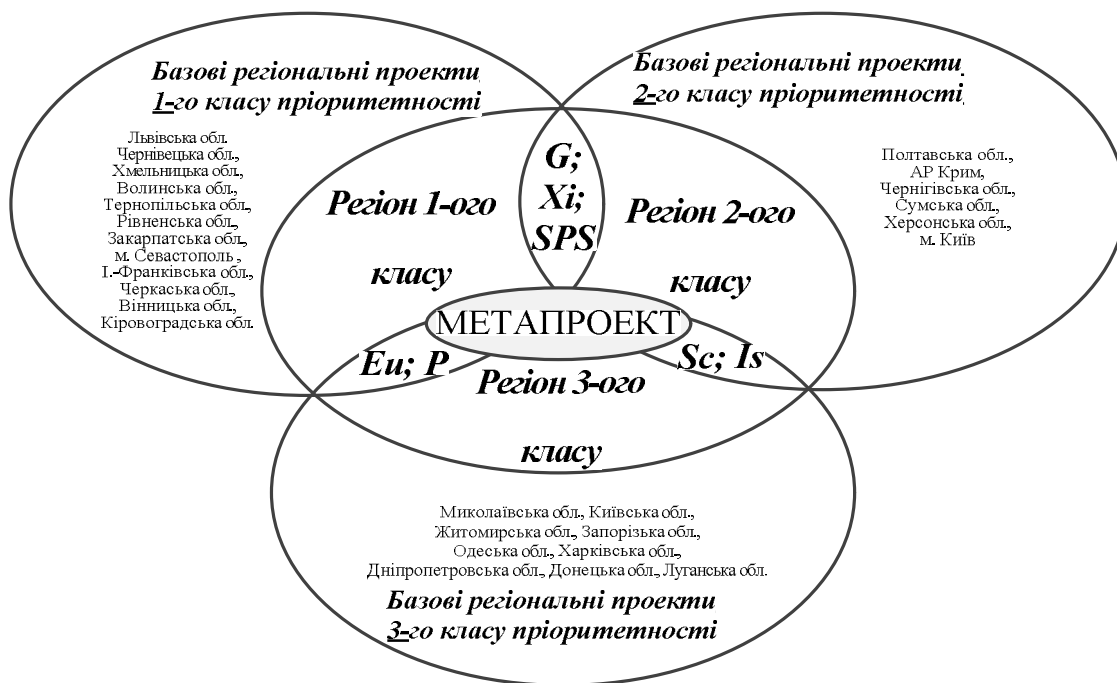 Базові регіональні проекти
1-го класу пріоритетності
Львівська обл.
Чернівецька обл.,
Хмельницька обл.,
Волинська обл.,
Тернопільська обл.,
Рівненська обл.,
Закарпатська обл.,
м. Севастополь ,
І.-Франківська обл.,
Черкаська обл.,
Вінницька обл.,
Кіровоградська обл.
Базові регіональні проекти
2-го класу пріоритетності
Полтавська обл.,
АР Крим,
Чернігівська обл.,
Сумська обл.,
Херсонська обл.,
м. Київ
Регіон 1-ого
класу
G;
Xi;
SPS
Регіон 2-ого
класу
МЕТАПРОЕКТ
Eu; P
Sc; Is
Регіон 3-ого
класу
Миколаївська обл., Київська обл.,
Житомирська обл., Запорізька обл.,
Одеська обл., Харківська обл.,
Дніпропетровська обл., Донецька обл., Луганська обл.
Базові регіональні проекти
3-го класу пріоритетності